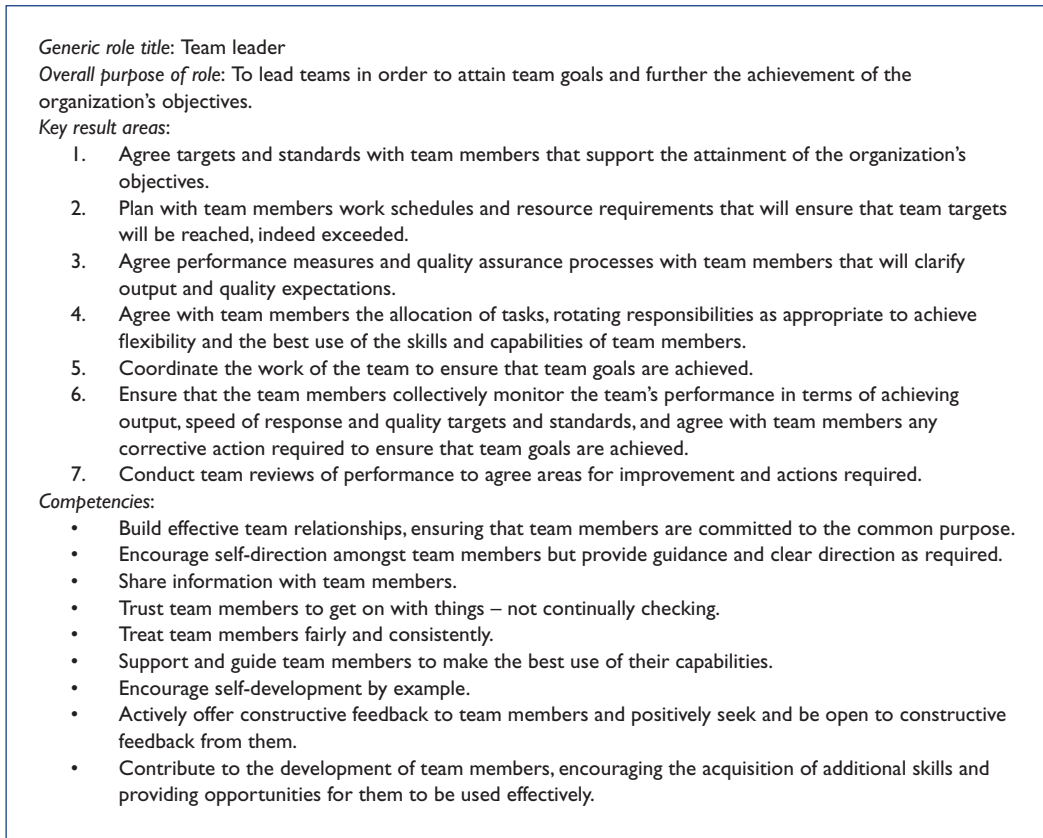 Generic role title: Team leader
Overall purpose of role: To lead teams in order to attain team goals and further the achievement of the
organization’s objectives.
Key result areas:
1. Agree targets and standards with team members that support the attainment of the organization’s
objectives.
2. Plan with team members work schedules and resource requirements that will ensure that team targets
will be reached, indeed exceeded.
3. Agree performance measures and quality assurance processes with team members that will clarify
output and quality expectations.
4. Agree with team members the allocation of tasks, rotating responsibilities as appropriate to achieve
flexibility and the best use of the skills and capabilities of team members.
5. Coordinate the work of the team to ensure that team goals are achieved.
6. Ensure that the team members collectively monitor the team’s performance in terms of achieving
output, speed of response and quality targets and standards, and agree with team members any
corrective action required to ensure that team goals are achieved.
7. Conduct team reviews of performance to agree areas for improvement and actions required.
Competencies:
• Build effective team relationships, ensuring that team members are committed to the common purpose.
• Encourage self-direction amongst team members but provide guidance and clear direction as required.
• Share information with team members.
• Trust team members to get on with things – not continually checking.
• Treat team members fairly and consistently.
• Support and guide team members to make the best use of their capabilities.
• Encourage self-development by example.
• Actively offer constructive feedback to team members and positively seek and be open to constructive
feedback from them.
• Contribute to the development of team members, encouraging the acquisition of additional skills and
providing opportunities for them to be used effectively.